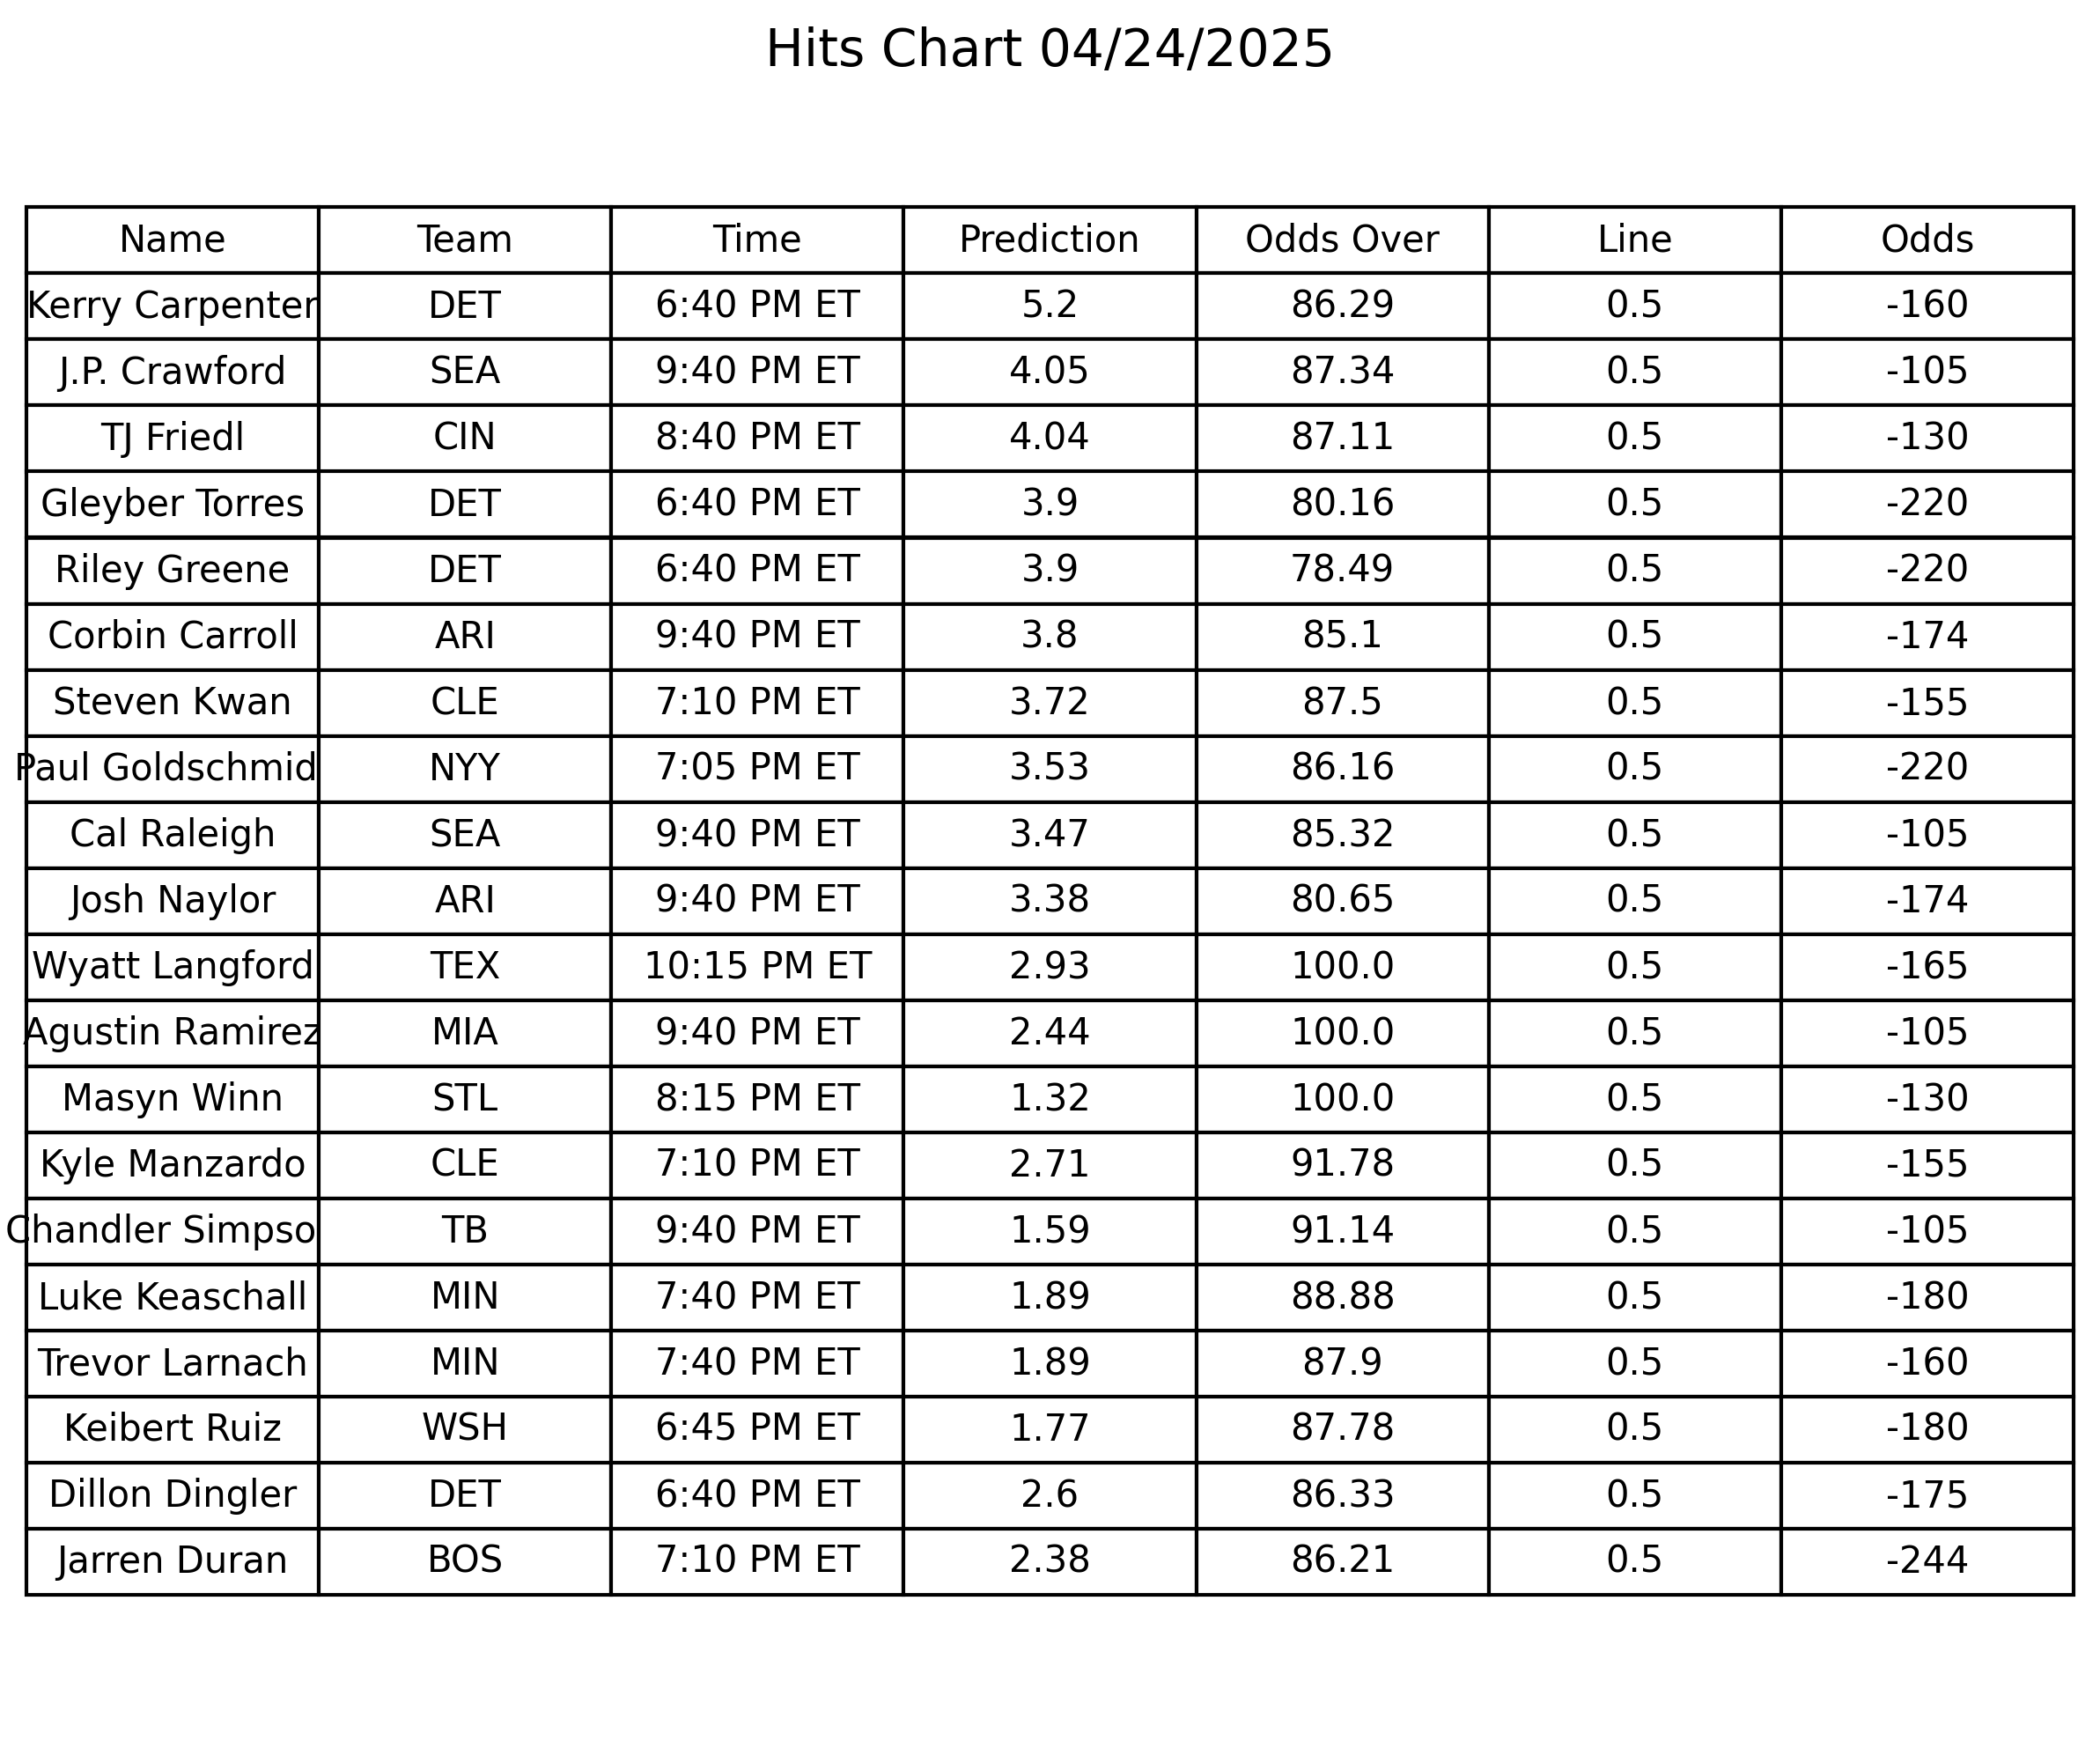 Hits Chart 04/24/2025
Name Team Time Prediction Odds Over Line Odds
Kerry Carpenter DET 6:40 PM ET 5.2 86.29 0.5 -160
J.P. Crawford SEA 9:40 PM ET 4.05 87.34 0.5 -105
TJ Friedl CIN 8:40 PM ET 4.04 87.11 0.5 -130
Gleyber Torres DET 6:40 PM ET 3.9 80.16 0.5 -220
Riley Greene DET 6:40 PM ET 3.9 78.49 0.5 -220
Corbin Carroll ARI 9:40 PM ET 3.8 85.1 0.5 -174
Steven Kwan CLE 7:10 PM ET 3.72 87.5 0.5 -155
Paul Goldschmid NYY 7:05 PM ET 3.53 86.16 0.5 -220
Cal Raleigh SEA 9:40 PM ET 3.47 85.32 0.5 -105
Josh Naylor ARI 9:40 PM ET 3.38 80.65 0.5 -174
Wyatt Langford TEX 10:15 PM ET 2.93 100.0 0.5 -165
Agustin Ramirez MIA 9:40 PM ET 2.44 100.0 0.5 -105
Masyn Winn STL 8:15 PM ET 1.32 100.0 0.5 -130
Kyle Manzardo CLE 7:10 PM ET 2.71 91.78 0.5 -155
Chandler Simpso TB 9:40 PM ET 1.59 91.14 0.5 -105
Luke Keaschall MIN 7:40 PM ET 1.89 88.88 0.5 -180
Trevor Larnach MIN 7:40 PM ET 1.89 87.9 0.5 -160
Keibert Ruiz WSH 6:45 PM ET 1.77 87.78 0.5 -180
Dillon Dingler DET 6:40 PM ET 2.6 86.33 0.5 -175
Jarren Duran BOS 7:10 PM ET 2.38 86.21 0.5 -244